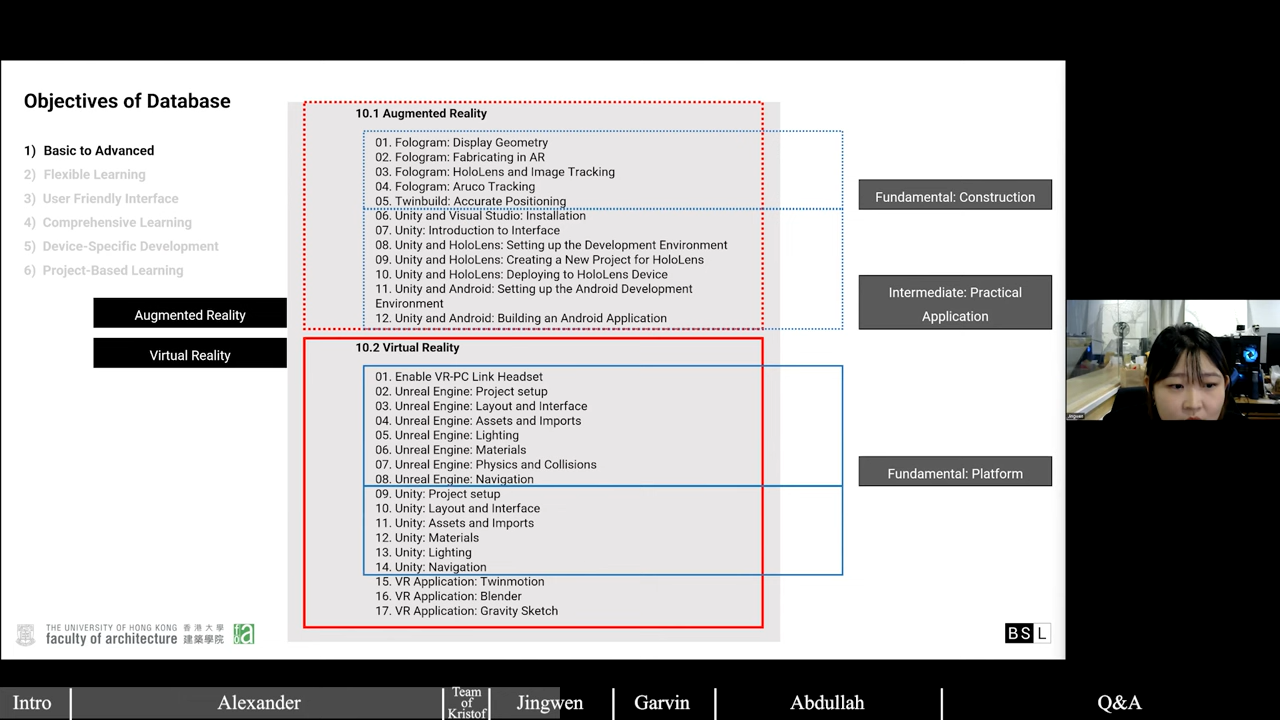 Objectives of Database
1) Basic to Advanced
2) Flexible Learning
3) User Friendly Interface
4) Comprehensive Learning
5) Device-Specific Development
6) Project-Based Learning
Augmented Reality
Virtual Reality
10.1 Augmented Reality
01. Fologram: Display Geometry
02. Fologram: Fabricating in AR
03. Fologram: HoloLens and Image Tracking
04. Fologram: Aruco Tracking
05. Twinbuild: Accurate Positioning
06. Unity and Visual Studio: Installation
07. Unity: Introduction to Interface
08. Unity and HoloLens: Setting up the Development Environment
09. Unity and HoloLens: Creating a New Project for HoloLens
10. Unity and HoloLens: Deploying to HoloLens Device
11. Unity and Android: Setting up the Android Development
Environment
12. Unity and Android: Building an Android Application
10.2 Virtual Reality
01. Enable VR-PC Link Headset
02. Unreal Engine: Project setup
03. Unreal Engine: Layout and Interface
04. Unreal Engine: Assets and Imports
05. Unreal Engine: Lighting
06. Unreal Engine: Materials
07. Unreal Engine: Physics and Collisions
08. Unreal Engine: Navigation
09. Unity: Project setup
10. Unity: Layout and Interface
11. Unity: Assets and Imports
12. Unity: Materials
13. Unity: Lighting
14. Unity: Navigation
15. VR Application: Twinmotion
16. VR Application: Blender
17. VR Application: Gravity Sketch
Fundamental: Construction
Intermediate: Practical
Application
Fundamental: Platform
THE UNIVERSITY OF HONG KONG 香港大學
faculty of architecture 建築學院
BSL
Jingwen
Intro
Alexander
Team
of
Kristof
Jingwen
Garvin
Abdullah
Q&A